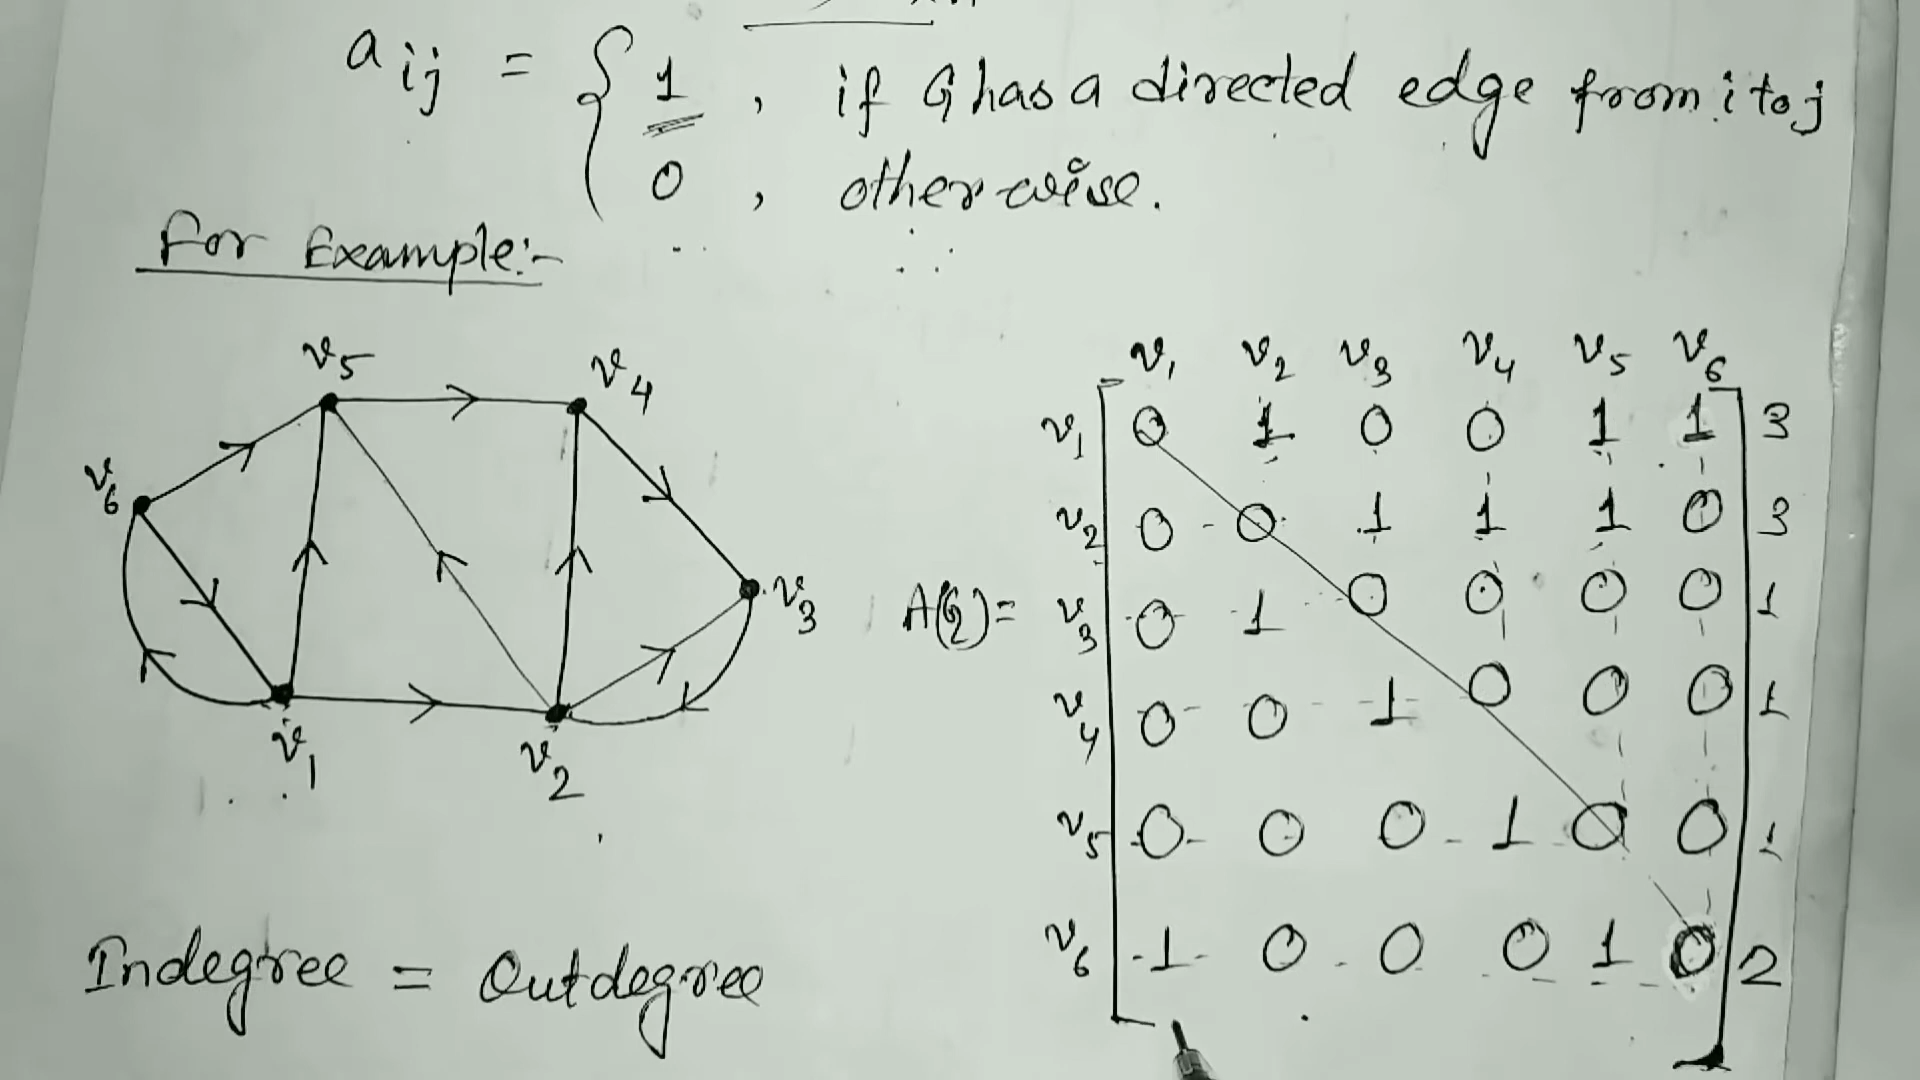 aij = { 1 , if G has a directed edge from i to j
0 , otherwise.
For Example:-
v5 v4
v6
v3
v1 v2
Indegree = Outdegree
v1 v2 v3 v4 v5 v6
v1 0 1 0 0 1 1 3
v2 0 0 1 1 1 0 3
A(G)= v3 0 1 0 0 0 0 1
v4 0 0 1 0 0 0 1
v5 0 0 0 1 0 0 1
v6 1 0 0 0 1 0 2